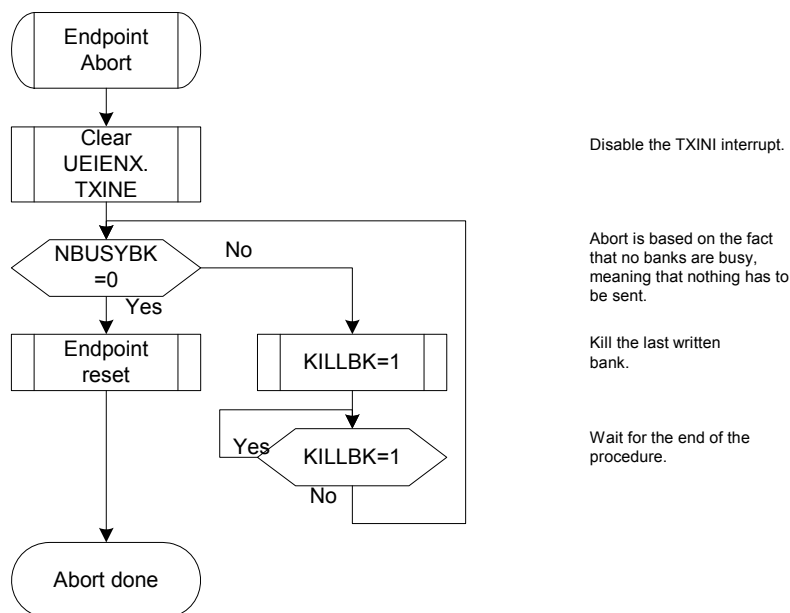 Endpoint
Abort
Clear
UEIENX.
TXINE
Disable the TXINI interrupt.
NBUSYBK
=0
No
Yes
Abort is based on the fact
that no banks are busy,
meaning that nothing has to
be sent.
Endpoint
reset
KILLBK=1
Kill the last written
bank.
Yes
KILLBK=1
No
Wait for the end of the
procedure.
Abort done